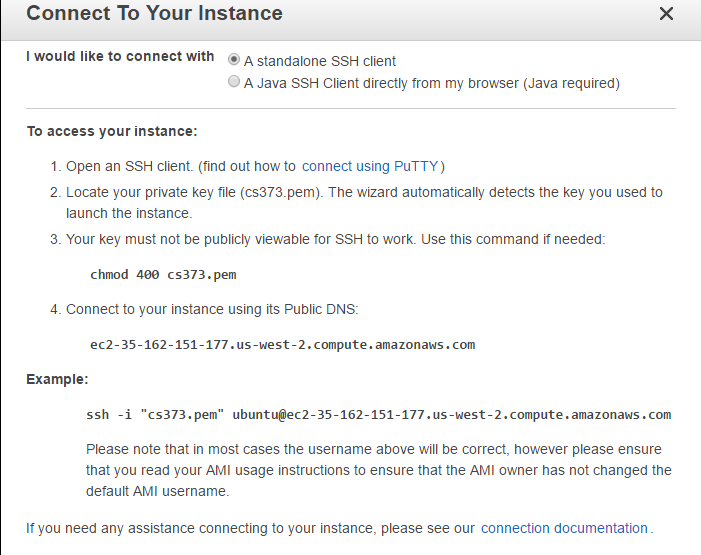 Connect To Your Instance
I would like to connect with
A standalone SSH client
A Java SSH Client directly from my browser (Java required)
To access your instance:
1. Open an SSH client. (find out how to connect using PuTTY)
2. Locate your private key file (cs373.pem). The wizard automatically detects the key you used to
launch the instance.
3. Your key must not be publicly viewable for SSH to work. Use this command if needed:
chmod 400 cs373.pem
4. Connect to your instance using its Public DNS:
ec2-35-162-151-177.us-west-2.compute.amazonaws.com
Example:
ssh -i "cs373.pem" ubuntu@ec2-35-162-151-177.us-west-2.compute.amazonaws.com
Please note that in most cases the username above will be correct, however please ensure
that you read your AMI usage instructions to ensure that the AMI owner has not changed the
default AMI username.
If you need any assistance connecting to your instance, please see our connection documentation.